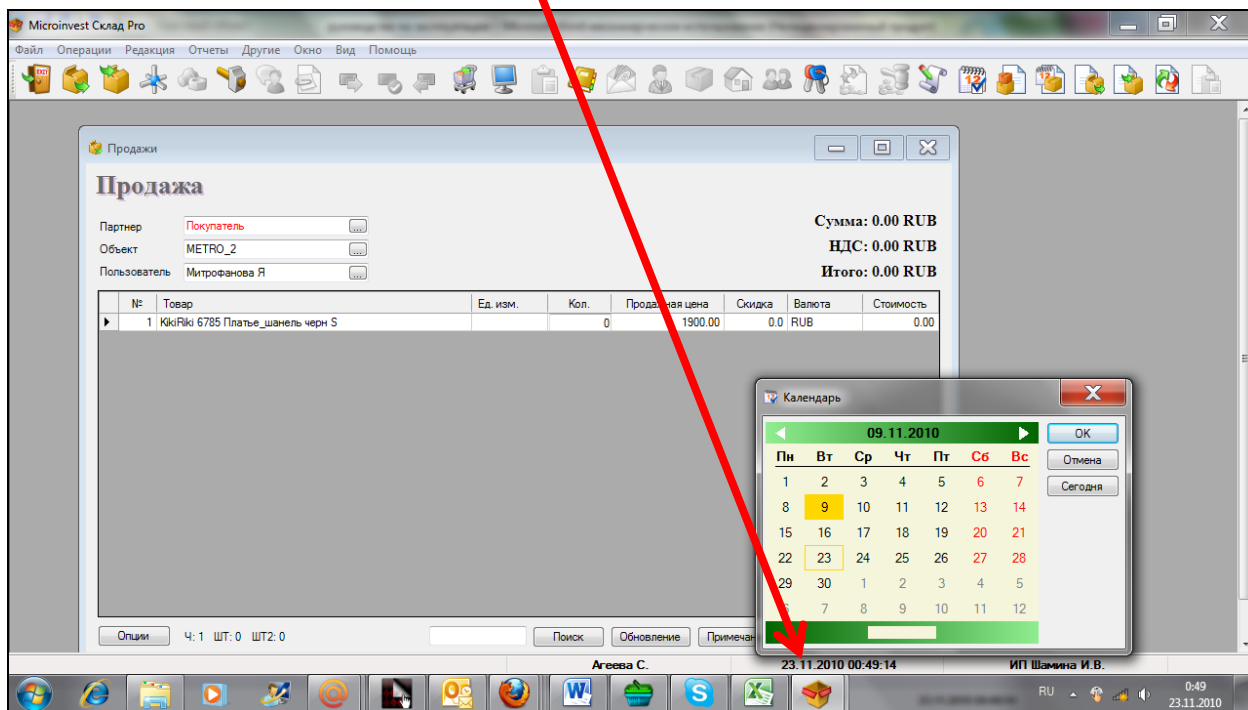 Microinvest Склад Pro
Файл Операции Редакция Отчеты Другие Окно Вид Помощь
Продажи
Продажа
Партнер Покупатель ...
Объект METRO_2 ...
Пользователь Митрофанова Я ...
Сумма: 0.00 RUB
НДС: 0.00 RUB
Итого: 0.00 RUB
№ Товар Ед. изм. Кол. Продажная цена Скидка Валюта Стоимость
1 KikiRiki 6785 Платье_шанель черн S 0 1900.00 0.0 RUB 0.00
Календарь
09.11.2010
Пн Вт Ср Чт Пт Сб Вс
1 2 3 4 5 6 7
8 9 10 11 12 13 14
15 16 17 18 19 20 21
22 23 24 25 26 27 28
29 30 1 2 3 4 5
6 7 8 9 10 11 12
OK
Отмена
Сегодня
Опции Ч: 1 ШТ: 0 ШТ2: 0 Поиск Обновление
Агеева С. 23.11.2010 00:49:14 ИП Шамина И.В.
RU 0:49
23.11.2010